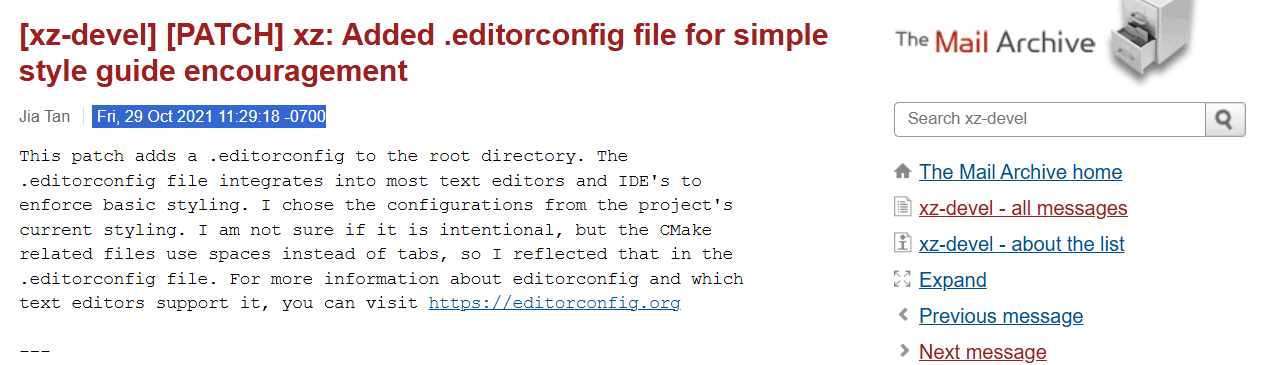 [xz-devel] [PATCH] xz: Added .editorconfig file for simple
style guide encouragement
Jia Tan
Fri, 29 Oct 2021 11:29:18 -0700
This patch adds a .editorconfig to the root directory. The
.editorconfig file integrates into most text editors and IDE's to
enforce basic styling. I chose the configurations from the project's
current styling. I am not sure if it is intentional, but the CMake
related files use spaces instead of tabs, so I reflected that in the
.editorconfig file. For more information about editorconfig and which
text editors support it, you can visit https://editorconfig.org
---
The Mail Archive
Search xz-devel
The Mail Archive home
xz-devel - all messages
xz-devel - about the list
Expand
Previous message
Next message